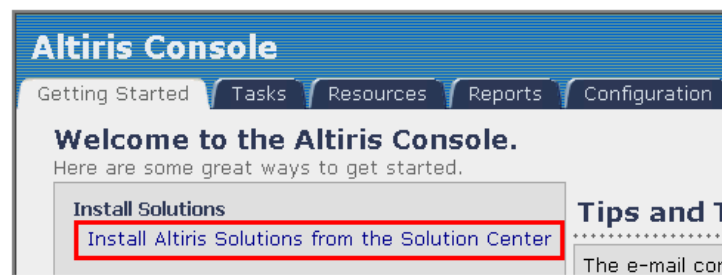 Altiris Console
Getting Started Tasks Resources Reports Configuration
Welcome to the Altiris Console.
Here are some great ways to get started.
Install Solutions
Install Altiris Solutions from the Solution Center
Tips and
The e-mail